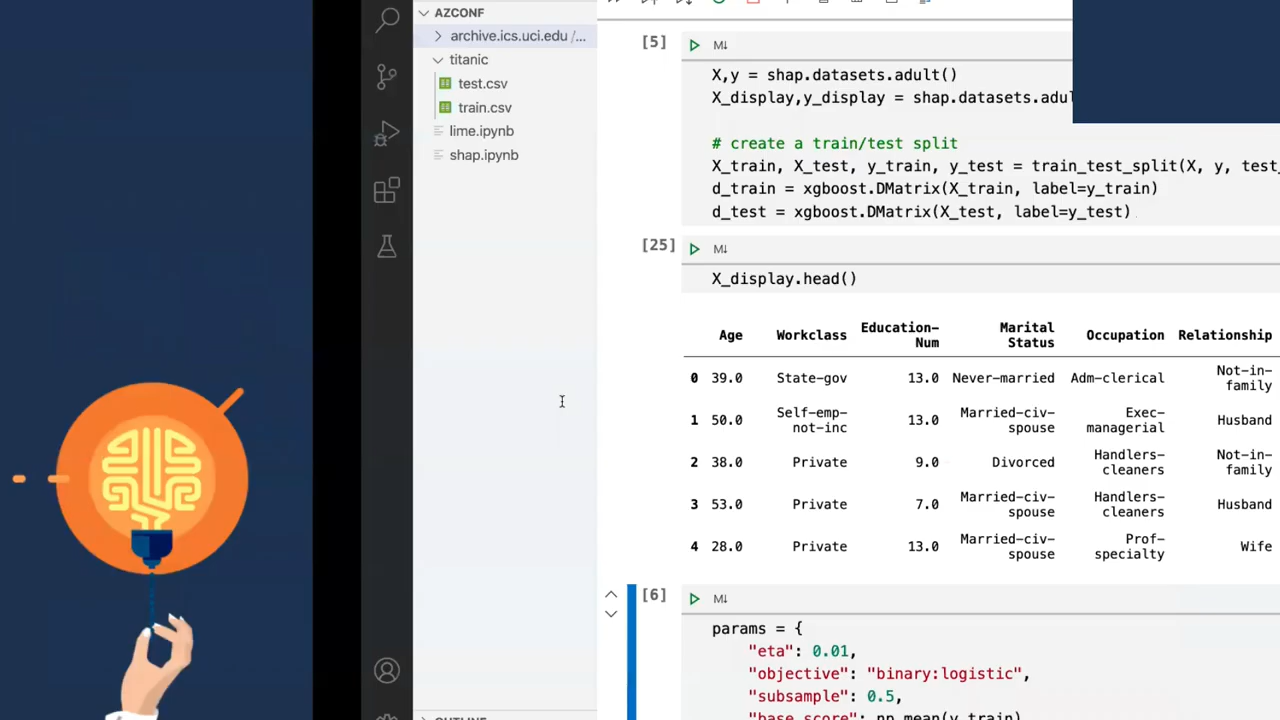 AZCONF
archive.ics.uci.edu /...
titanic
test.csv
train.csv
lime.ipynb
shap.ipynb
[5]
M↓
X,y = shap.datasets.adult()
X_display,y_display = shap.datasets.adul
# create a train/test split
X_train, X_test, y_train, y_test = train_test_split(X, y, test_
d_train = xgboost.DMatrix(X_train, label=y_train)
d_test = xgboost.DMatrix(X_test, label=y_test)
[25]
M↓
X_display.head()
Age Workclass Education-Num Marital Status Occupation Relationship
0 39.0 State-gov 13.0 Never-married Adm-clerical Not-in-family
1 50.0 Self-emp-not-inc 13.0 Married-civ-spouse Exec-managerial Husband
2 38.0 Private 9.0 Divorced Handlers-cleaners Not-in-family
3 53.0 Private 7.0 Married-civ-spouse Handlers-cleaners Husband
4 28.0 Private 13.0 Married-civ-spouse Prof-specialty Wife
[6]
M↓
params = {
"eta": 0.01,
"objective": "binary:logistic",
"subsample": 0.5,
"base_score": np.mean(y_train)
OUTLINE